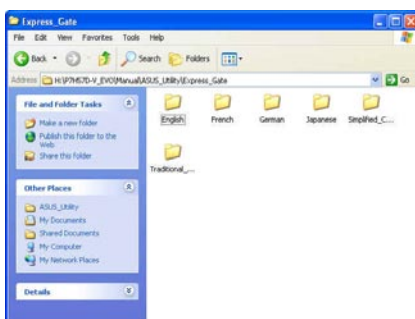 Express_Gate
File Edit View Favorites Tools Help
Back Search Folders
Address H:\P7H57D-V_EVO\Manual\ASUS_Utility\Express_Gate Go
File and Folder Tasks
Make a new folder
Publish this folder to the Web
Share this folder
Other Places
ASUS_Utility
My Documents
Shared Documents
My Computer
My Network Places
Details
English French German Japanese Simplified_C...
Traditional_...